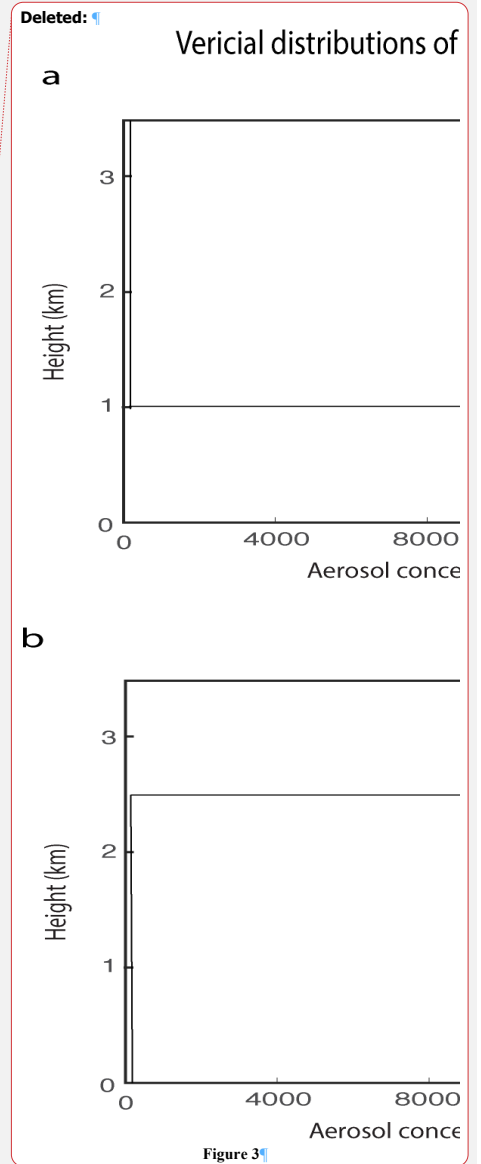 Deleted: ¶
Vericial distributions of
a
3
2
1
0
Height (km)
0 4000 8000
Aerosol conce
b
3
2
1
0
Height (km)
0 4000 8000
Aerosol conce
Figure 3¶